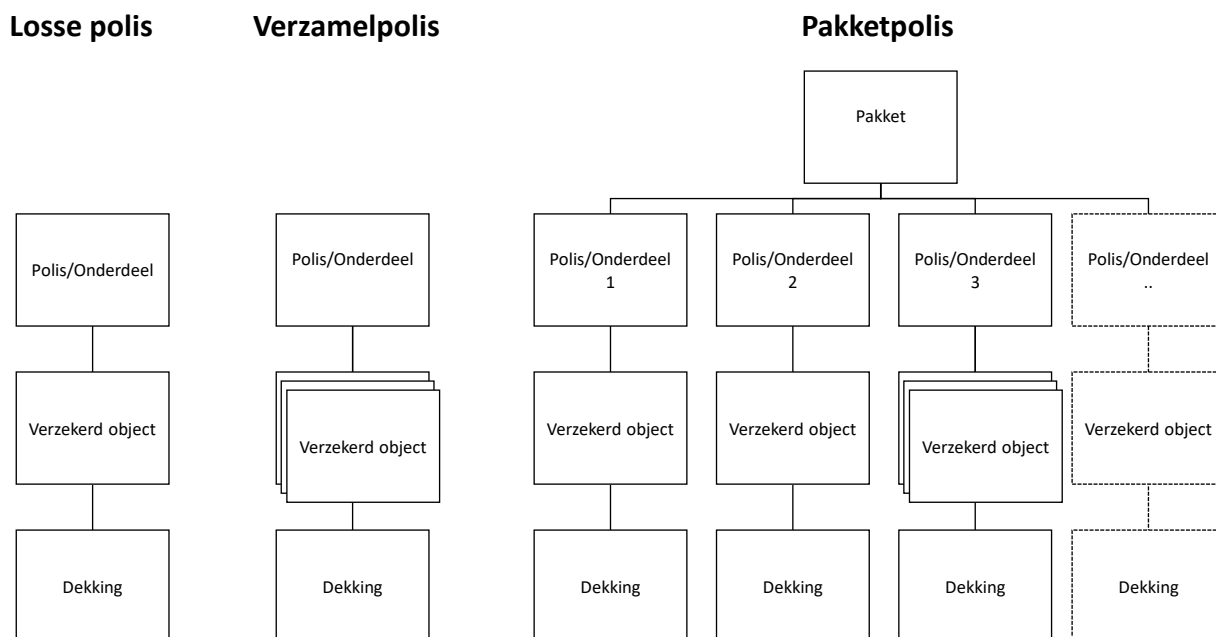 Losse polis
Verzamelpolis
Pakketpolis
Pakket
Polis/Onderdeel
Polis/Onderdeel
Polis/Onderdeel
1
Polis/Onderdeel
2
Polis/Onderdeel
3
Polis/Onderdeel
..
Verzekerd object
Verzekerd object
Verzekerd object
Verzekerd object
Verzekerd object
Verzekerd object
Dekking
Dekking
Dekking
Dekking
Dekking
Dekking